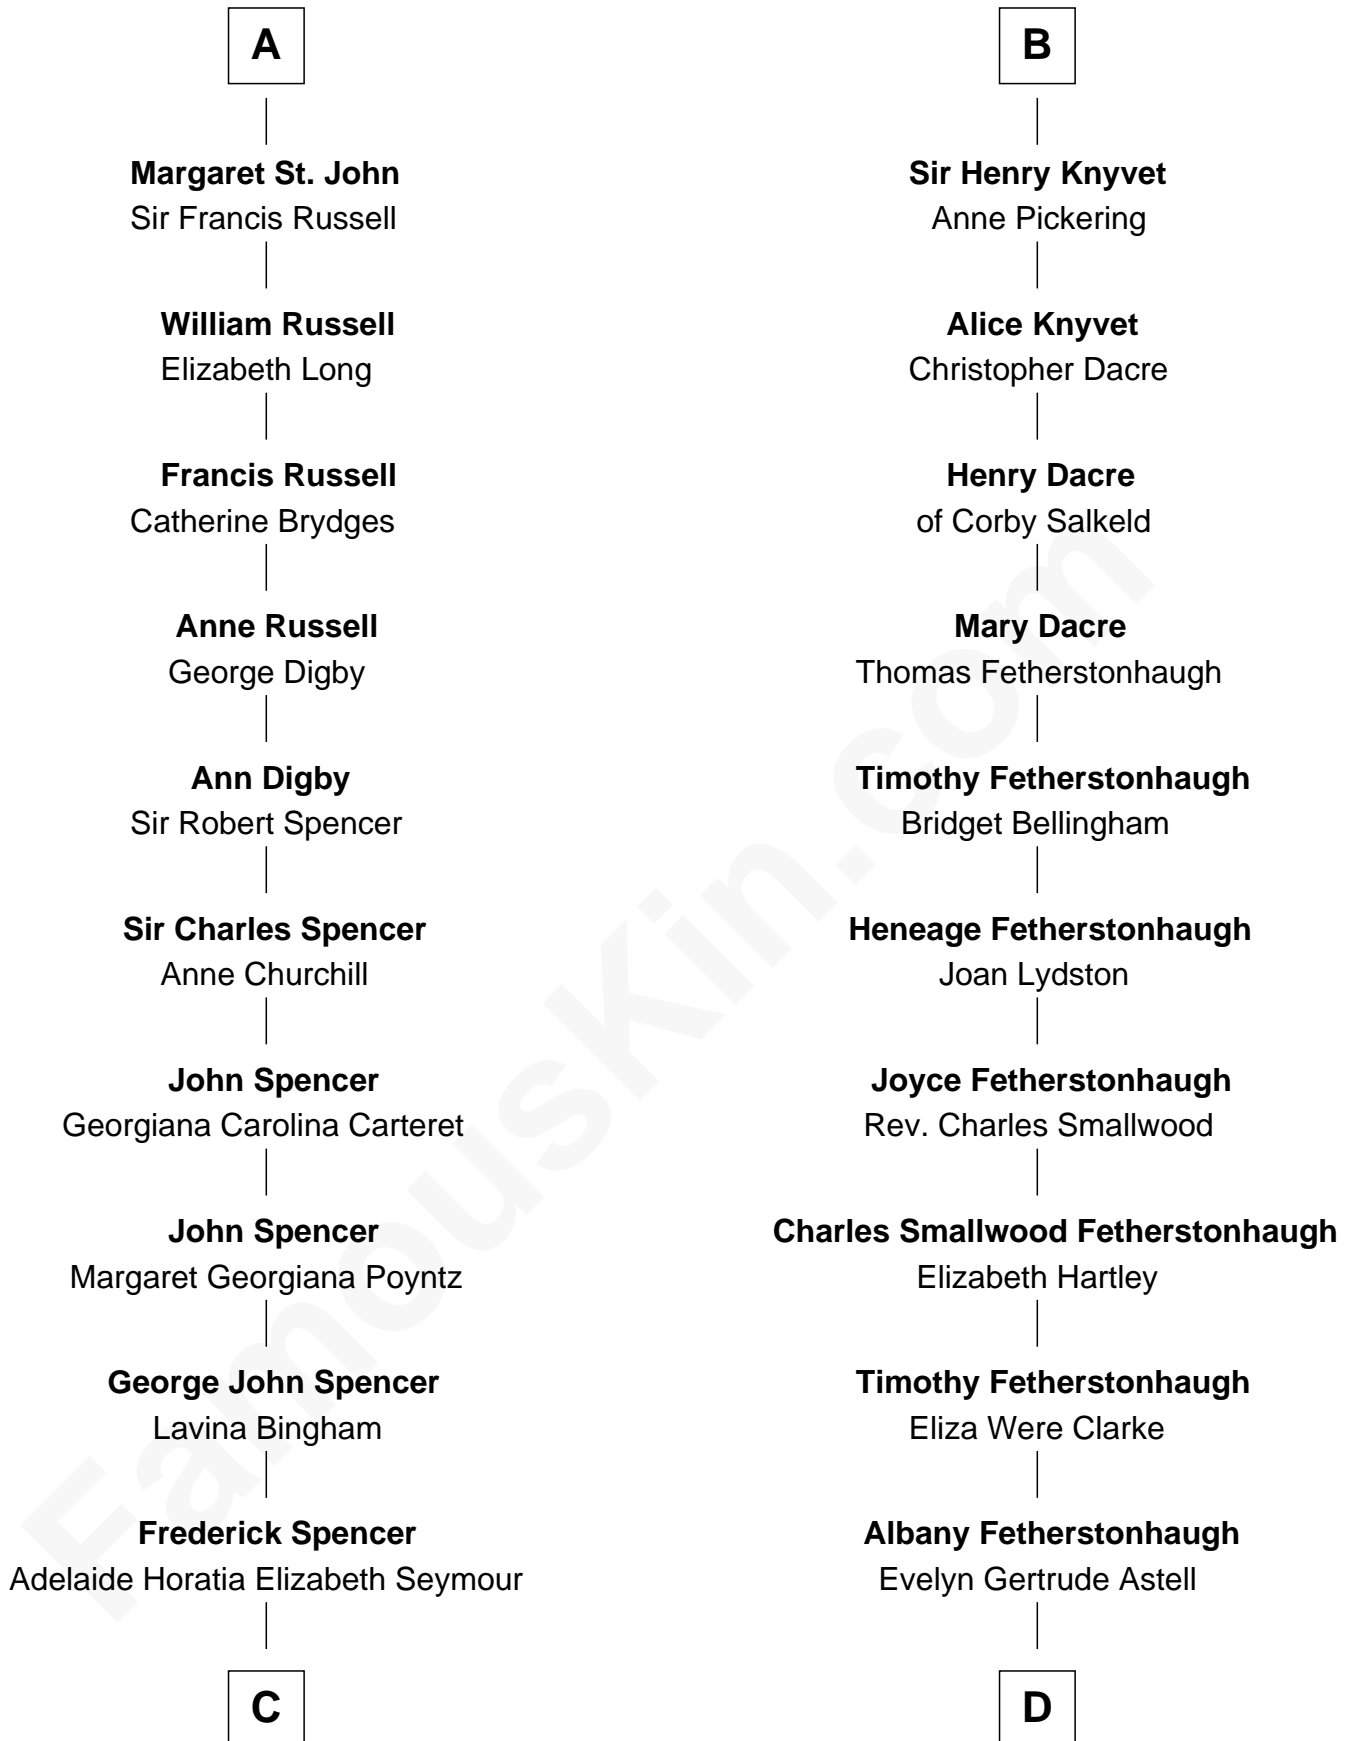 A
Margaret St. John
Sir Francis Russell
William Russell
Elizabeth Long
Francis Russell
Catherine Brydges
Anne Russell
George Digby
Ann Digby
Sir Robert Spencer
Sir Charles Spencer
Anne Churchill
John Spencer
Georgiana Carolina Carteret
John Spencer
Margaret Georgiana Poyntz
George John Spencer
Lavina Bingham
Frederick Spencer
Adelaide Horatia Elizabeth Seymour
C
B
Sir Henry Knyvet
Anne Pickering
Alice Knyvet
Christopher Dacre
Henry Dacre
of Corby Salkeld
Mary Dacre
Thomas Fetherstonhaugh
Timothy Fetherstonhaugh
Bridget Bellingham
Heneage Fetherstonhaugh
Joan Lydston
Joyce Fetherstonhaugh
Rev. Charles Smallwood
Charles Smallwood Fetherstonhaugh
Elizabeth Hartley
Timothy Fetherstonhaugh
Eliza Were Clarke
Albany Fetherstonhaugh
Evelyn Gertrude Astell
D
FamousKin.com